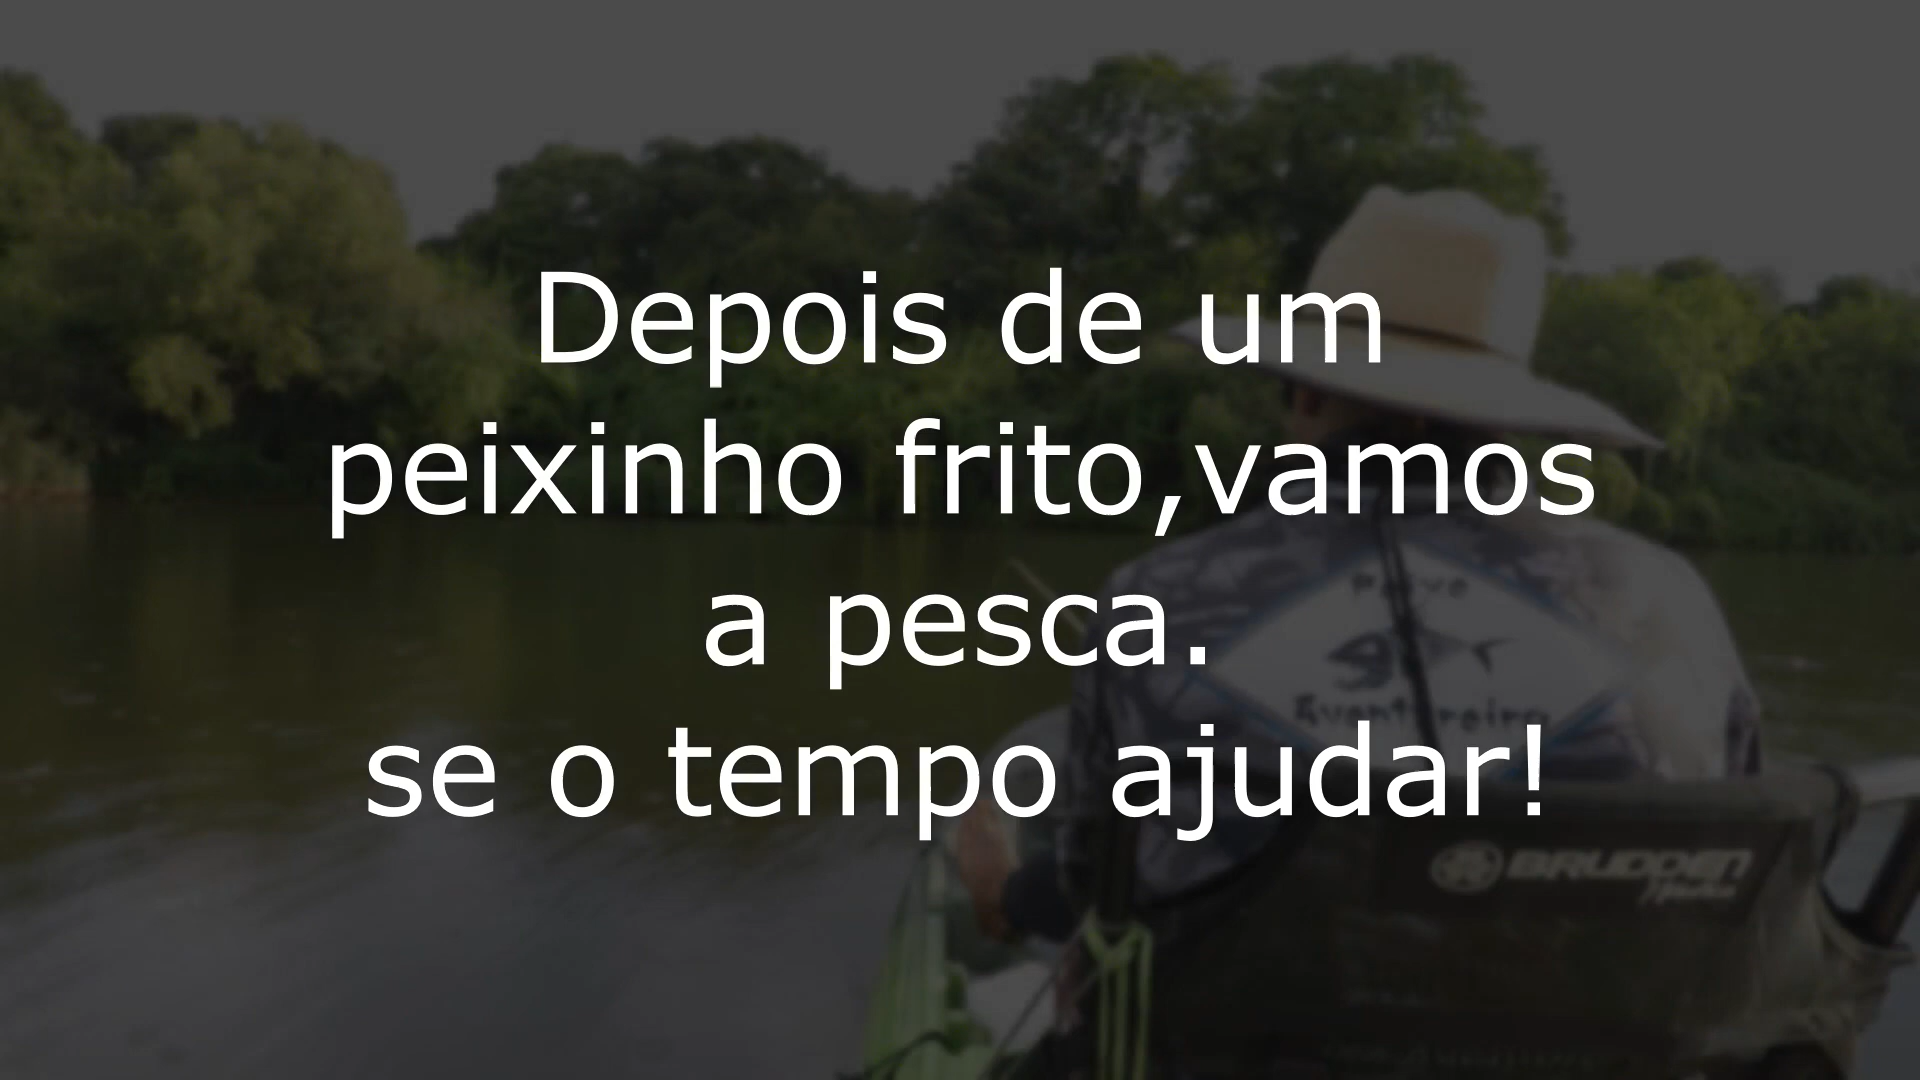 Depois de um
peixinho frito,vamos
a pesca.
se o tempo ajudar!
BRUDDEN